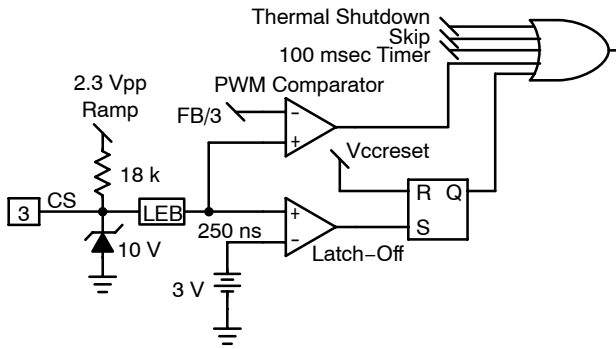 Thermal Shutdown
Skip
100 msec Timer
2.3 Vpp
Ramp
PWM Comparator
FB/3
−
+
18 k
Vccreset
3
CS
LEB
R Q
S
+
−
250 ns
10 V
Latch−Off
3 V